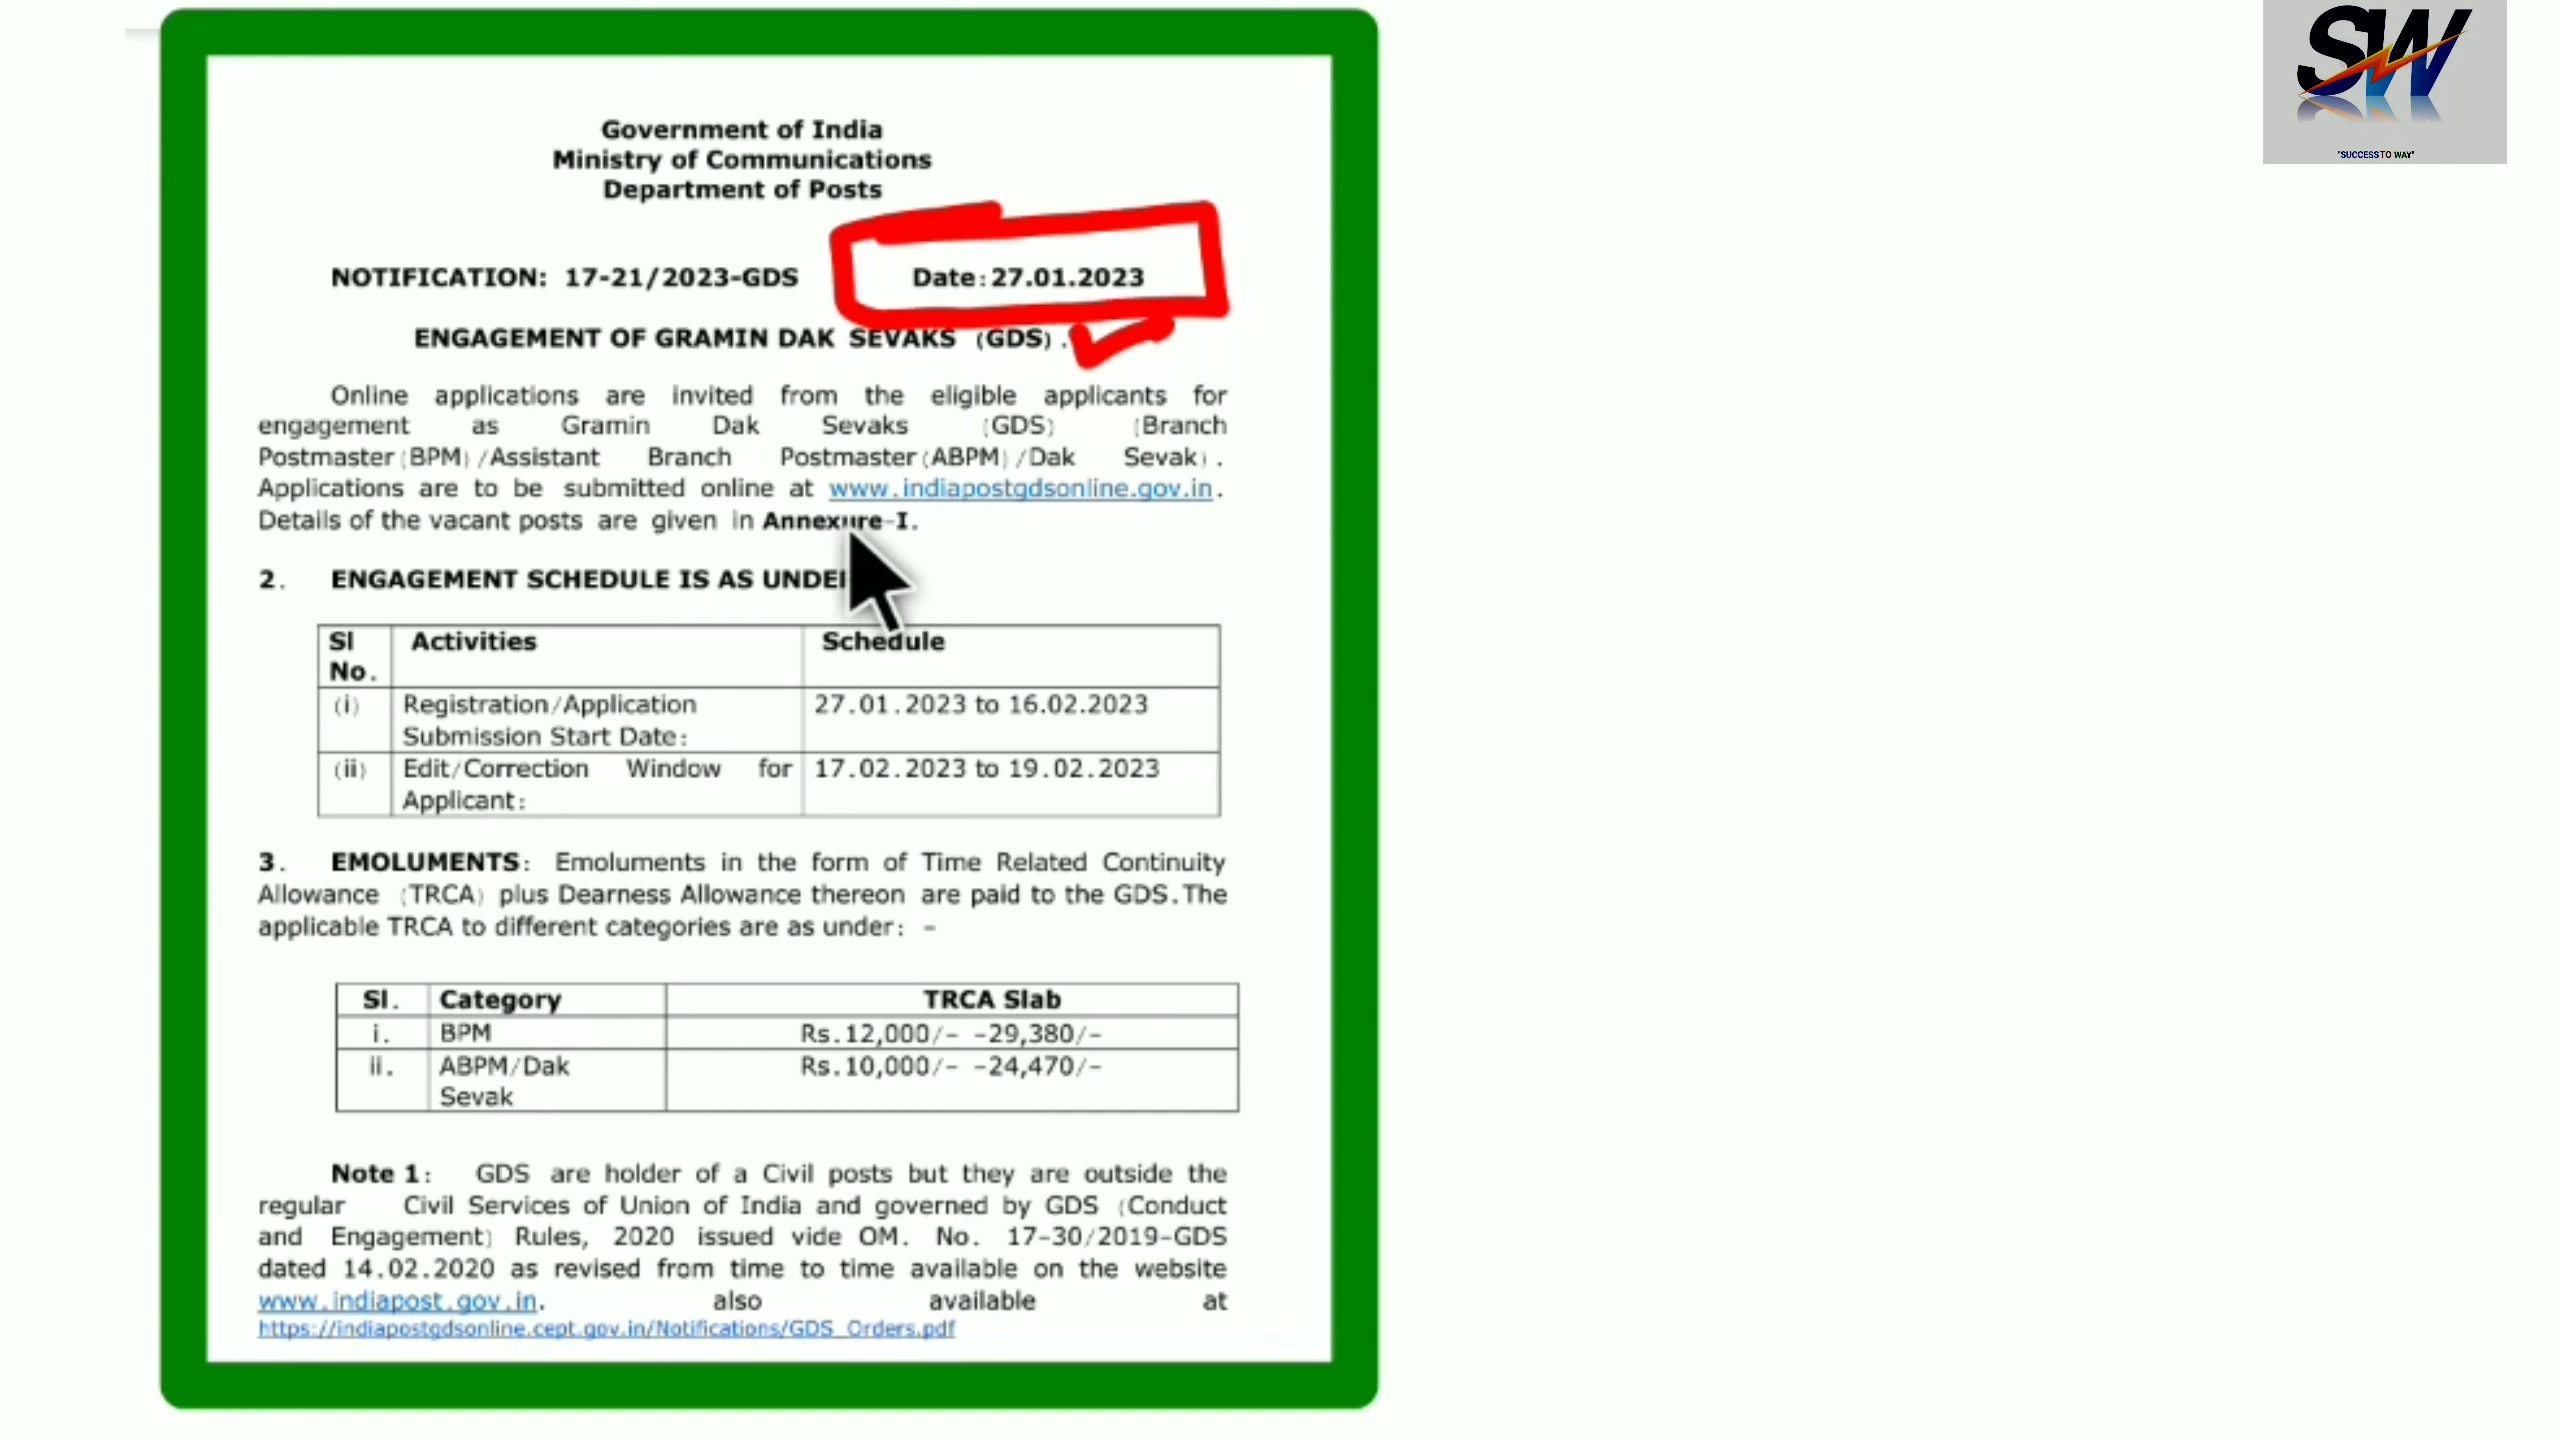 SW
"SUCCESS TO WAY"
Government of India
Ministry of Communications
Department of Posts
NOTIFICATION: 17-21/2023-GDS Date:27.01.2023
ENGAGEMENT OF GRAMIN DAK SEVAKS (GDS).
Online applications are invited from the eligible applicants for
engagement as Gramin Dak Sevaks (GDS) (Branch
Postmaster(BPM)/Assistant Branch Postmaster(ABPM)/Dak Sevak).
Applications are to be submitted online at www.indiapostgdsonline.gov.in.
Details of the vacant posts are given in Annexure-I.
2. ENGAGEMENT SCHEDULE IS AS UNDER
Sl No. Activities Schedule
(i) Registration/Application Submission Start Date: 27.01.2023 to 16.02.2023
(ii) Edit/Correction Window for Applicant: 17.02.2023 to 19.02.2023
3. EMOLUMENTS: Emoluments in the form of Time Related Continuity
Allowance (TRCA) plus Dearness Allowance thereon are paid to the GDS.The
applicable TRCA to different categories are as under: -
Sl. Category TRCA Slab
i. BPM Rs.12,000/- -29,380/-
ii. ABPM/Dak Sevak Rs.10,000/- -24,470/-
Note 1: GDS are holder of a Civil posts but they are outside the
regular Civil Services of Union of India and governed by GDS (Conduct
and Engagement) Rules, 2020 issued vide OM. No. 17-30/2019-GDS
dated 14.02.2020 as revised from time to time available on the website
www.indiapost.gov.in. also available at
https://indiapostgdsonline.cept.gov.in/Notifications/GDS_Orders.pdf